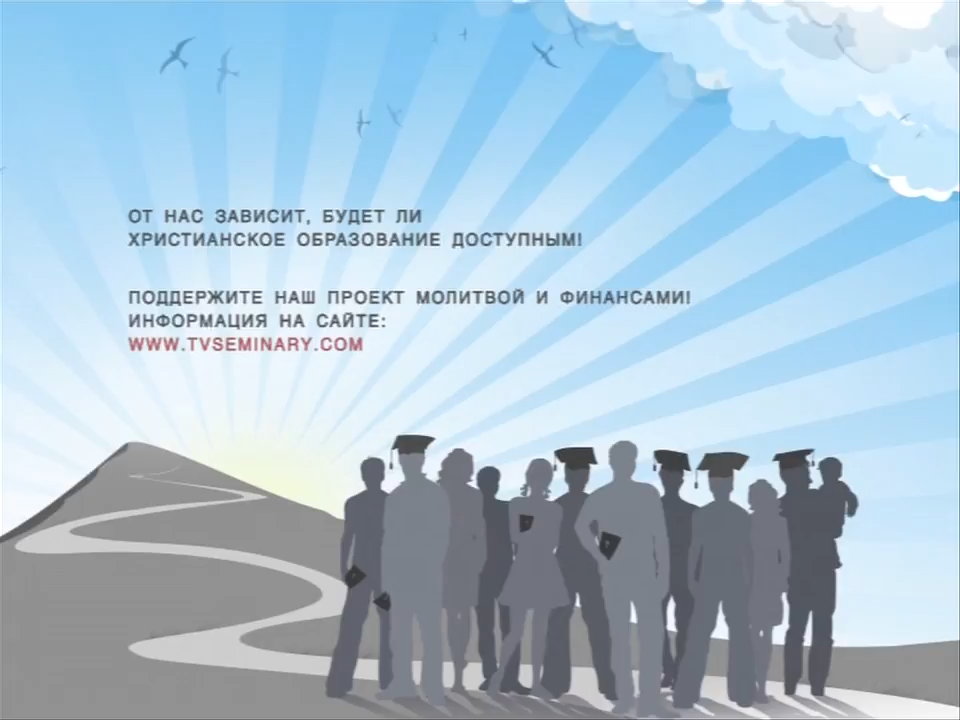 ОТ НАС ЗАВИСИТ, БУДЕТ ЛИ
ХРИСТИАНСКОЕ ОБРАЗОВАНИЕ ДОСТУПНЫМ!
ПОДДЕРЖИТЕ НАШ ПРОЕКТ МОЛИТВОЙ И ФИНАНСАМИ!
ИНФОРМАЦИЯ НА САЙТЕ:
WWW.TVSEMINARY.COM